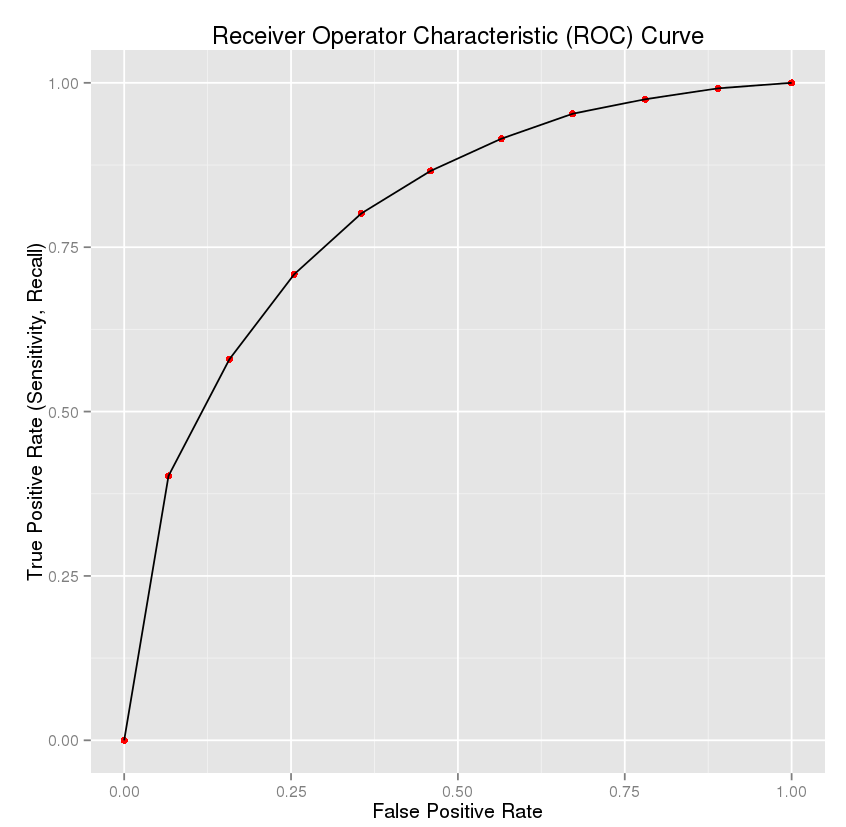 Receiver Operator Characteristic (ROC) Curve
True Positive Rate (Sensitivity, Recall)
1.00
0.75
0.50
0.25
0.00
0.00 0.25 0.50 0.75 1.00
False Positive Rate